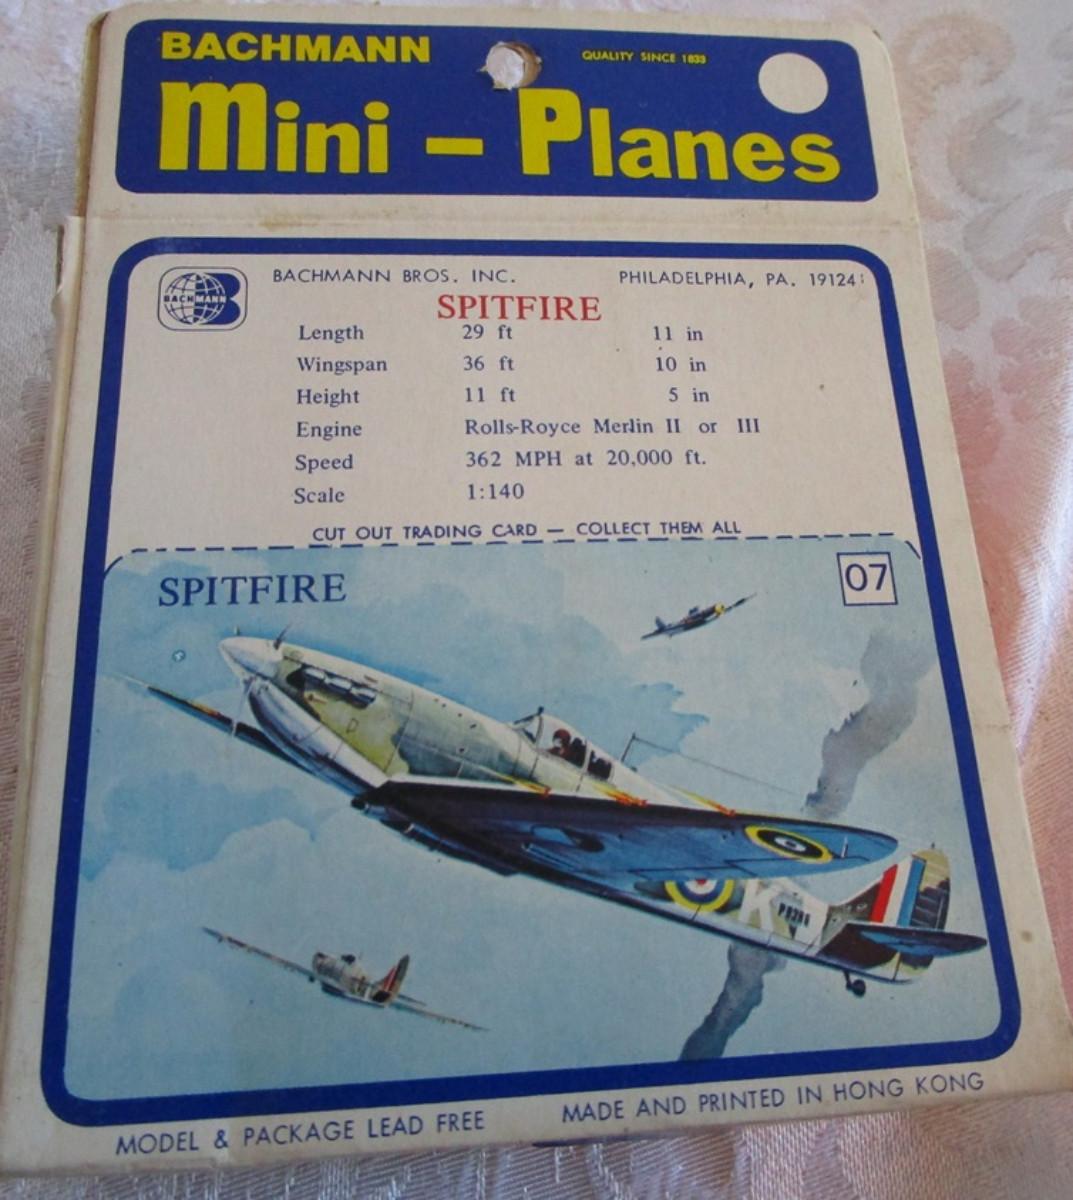 BACHMANN
QUALITY SINCE 1833
Mini - Planes
BACHMANN
BACHMANN BROS. INC. PHILADELPHIA, PA. 19124
SPITFIRE
Length 29 ft 11 in
Wingspan 36 ft 10 in
Height 11 ft 5 in
Engine Rolls-Royce Merlin II or III
Speed 362 MPH at 20,000 ft.
Scale 1:140
CUT OUT TRADING CARD — COLLECT THEM ALL
SPITFIRE
07
K
MODEL & PACKAGE LEAD FREE
MADE AND PRINTED IN HONG KONG